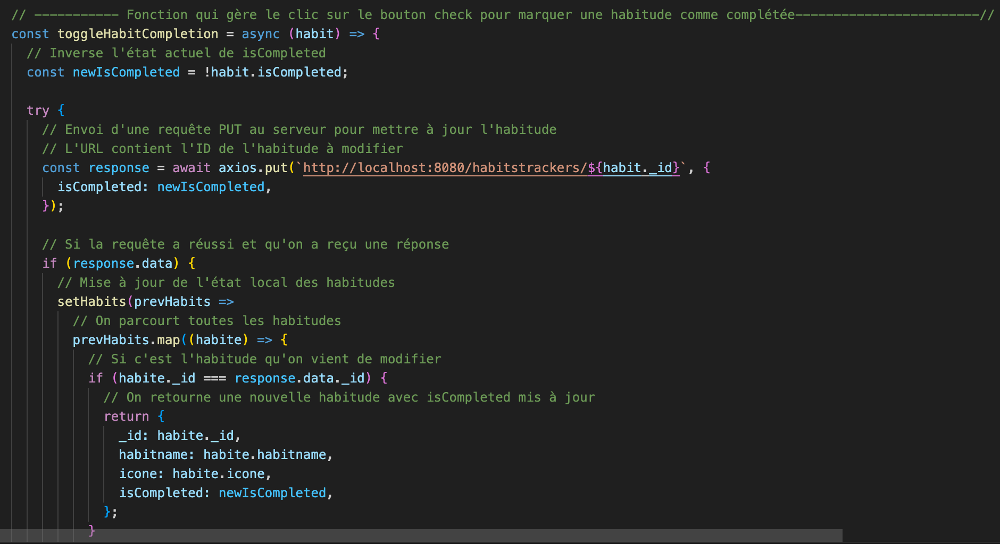 // ----------- Fonction qui gère le clic sur le bouton check pour marquer une habitude comme complétée------------------------//
const toggleHabitCompletion = async (habit) => {
// Inverse l'état actuel de isCompleted
const newIsCompleted = !habit.isCompleted;
try {
// Envoi d'une requête PUT au serveur pour mettre à jour l'habitude
// L'URL contient l'ID de l'habitude à modifier
const response = await axios.put(`http://localhost:8080/habitstrackers/${habit._id}`, {
isCompleted: newIsCompleted,
});
// Si la requête a réussi et qu'on a reçu une réponse
if (response.data) {
// Mise à jour de l'état local des habitudes
setHabits(prevHabits =>
// On parcourt toutes les habitudes
prevHabits.map((habite) => {
// Si c'est l'habitude qu'on vient de modifier
if (habite._id === response.data._id) {
// On retourne une nouvelle habitude avec isCompleted mis à jour
return {
_id: habite._id,
habitname: habite.habitname,
icone: habite.icone,
isCompleted: newIsCompleted,
};
}